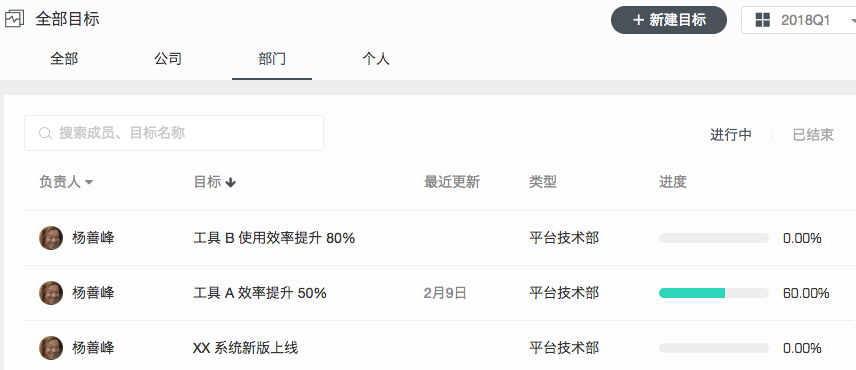 全部目标
+ 新建目标
2018Q1
全部 公司 部门 个人
搜索成员、目标名称
进行中 已结束
负责人 目标 最近更新 类型 进度
杨善峰 工具 B 使用效率提升 80% 平台技术部 0.00%
杨善峰 工具 A 效率提升 50% 2月9日 平台技术部 60.00%
杨善峰 XX 系统新版上线 平台技术部 0.00%